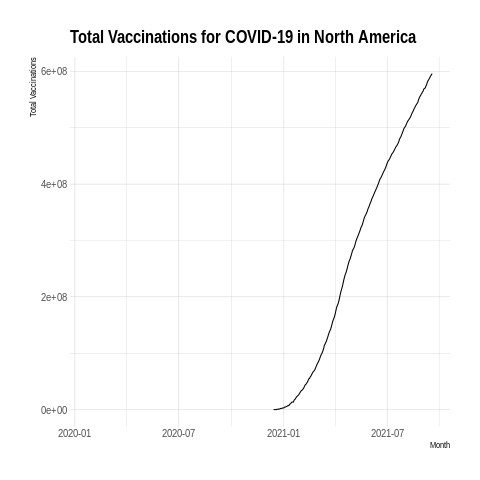 Total Vaccinations for COVID-19 in North America
Total Vaccinations
6e+08
4e+08
2e+08
0e+00
2020-01 2020-07 2021-01 2021-07
Month